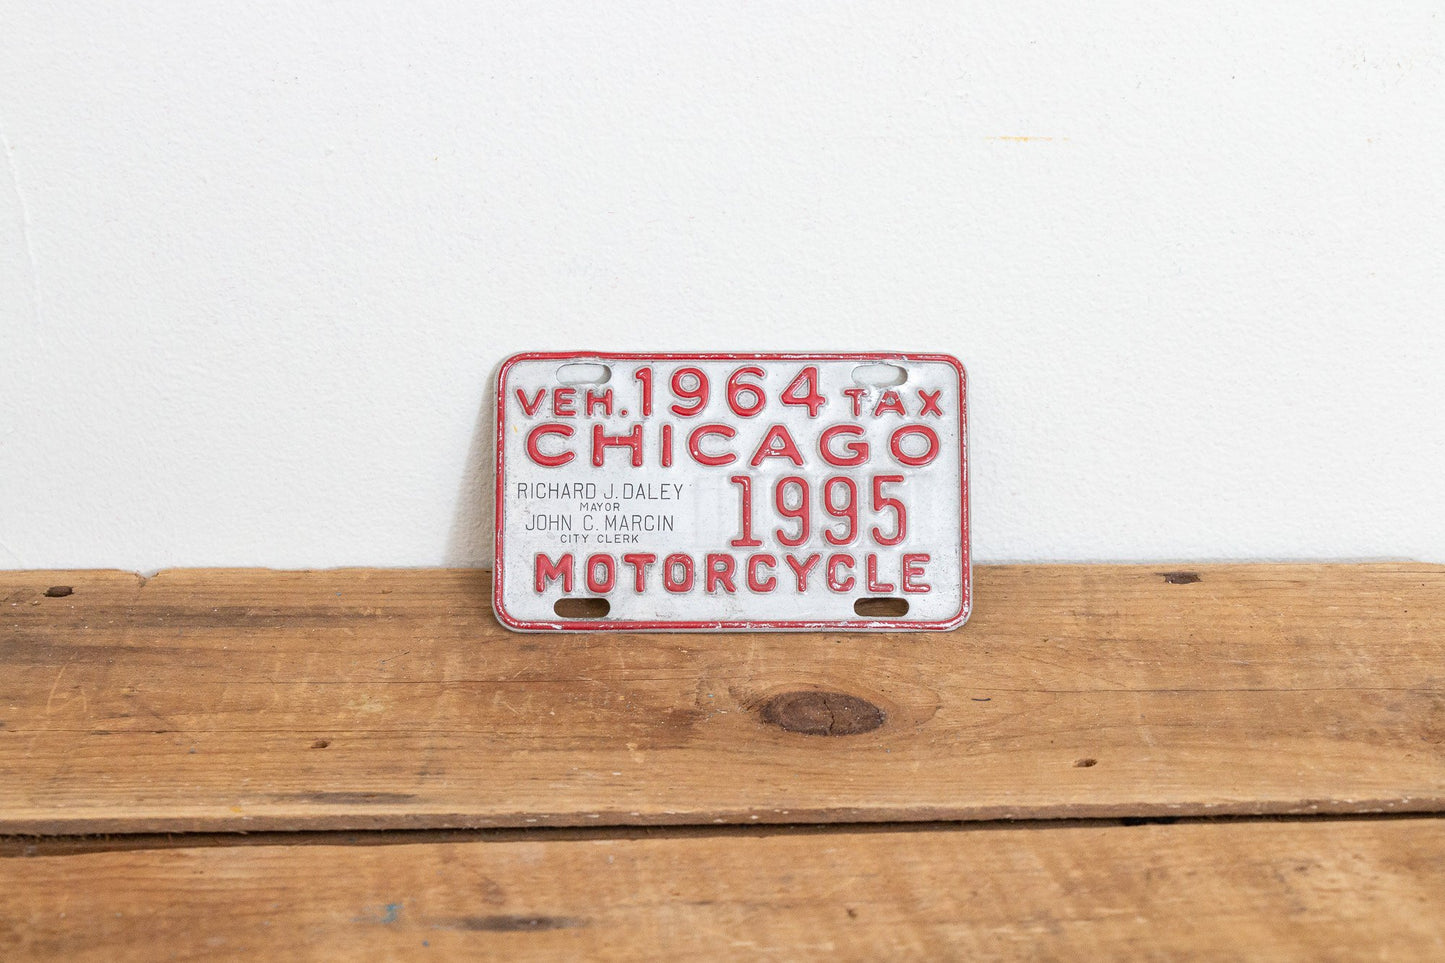 VEH. 1964 TAX
CHICAGO
RICHARD J. DALEY
MAYOR
JOHN C. MARCIN
CITY CLERK
1995
MOTORCYCLE